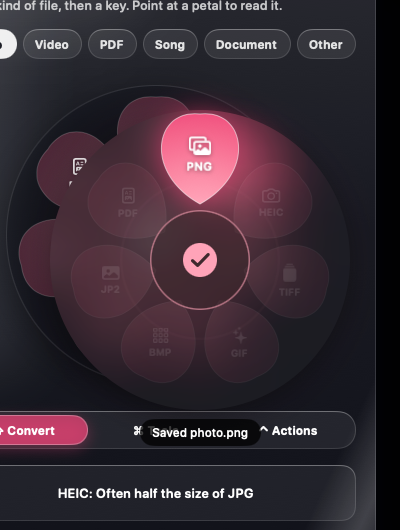 kind of file, then a key. Point at a petal to read it.
Video PDF Song Document Other
PNG
PDF HEIC
JP2 TIFF
BMP GIF
Convert
Saved photo.png
^ Actions
HEIC: Often half the size of JPG